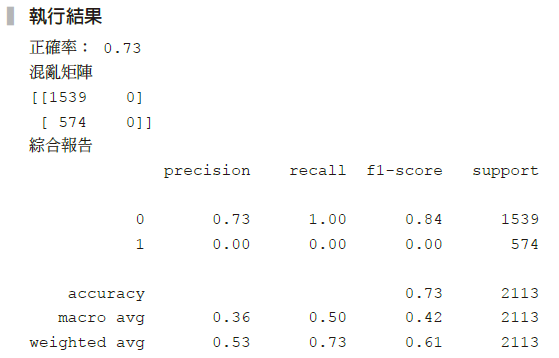 執行結果
正確率： 0.73
混亂矩陣
[[1539 0]
[ 574 0]]
綜合報告
precision recall f1-score support
0 0.73 1.00 0.84 1539
1 0.00 0.00 0.00 574
accuracy 0.73 2113
macro avg 0.36 0.50 0.42 2113
weighted avg 0.53 0.73 0.61 2113